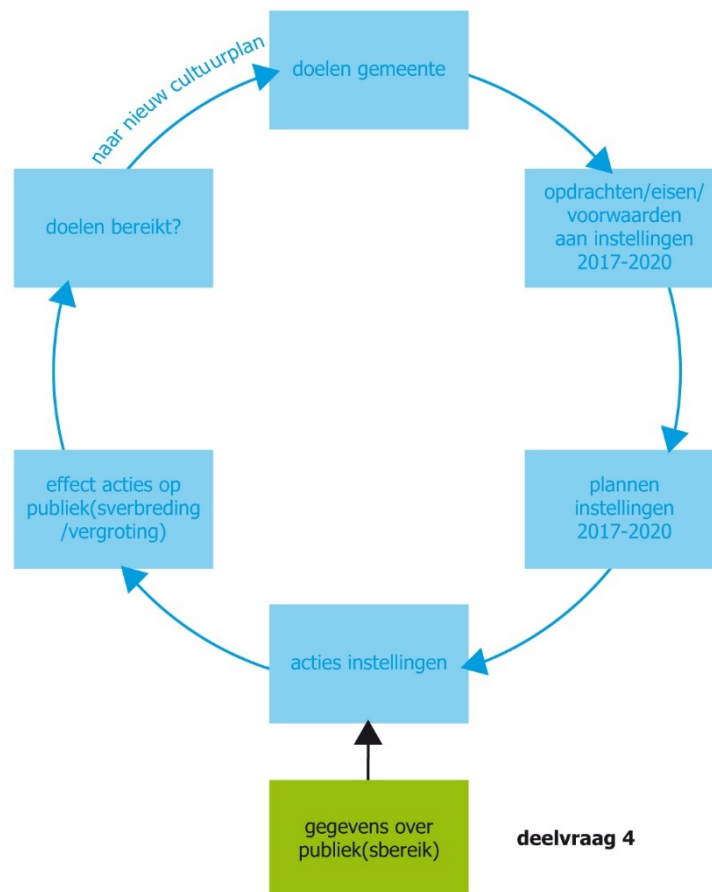 naar nieuw cultuurplan
doelen gemeente
opdrachten/eisen/
voorwaarden
aan instellingen
2017-2020
plannen
instellingen
2017-2020
acties instellingen
effect acties op
publiek(sverbreding
/vergroting)
doelen bereikt?
gegevens over
publiek(sbereik)
deelvraag 4